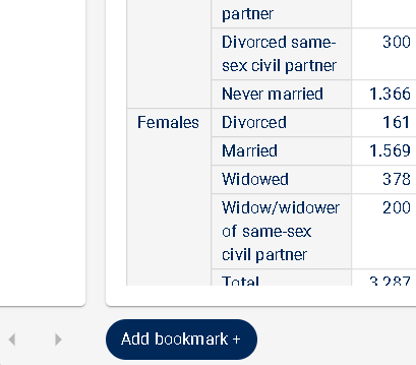 partner
Divorced same-
sex civil partner 300
Never married 1.366
Females Divorced 161
Married 1.569
Widowed 378
Widow/widower 200
of same-sex
civil partner
Total 3.287
Add bookmark +